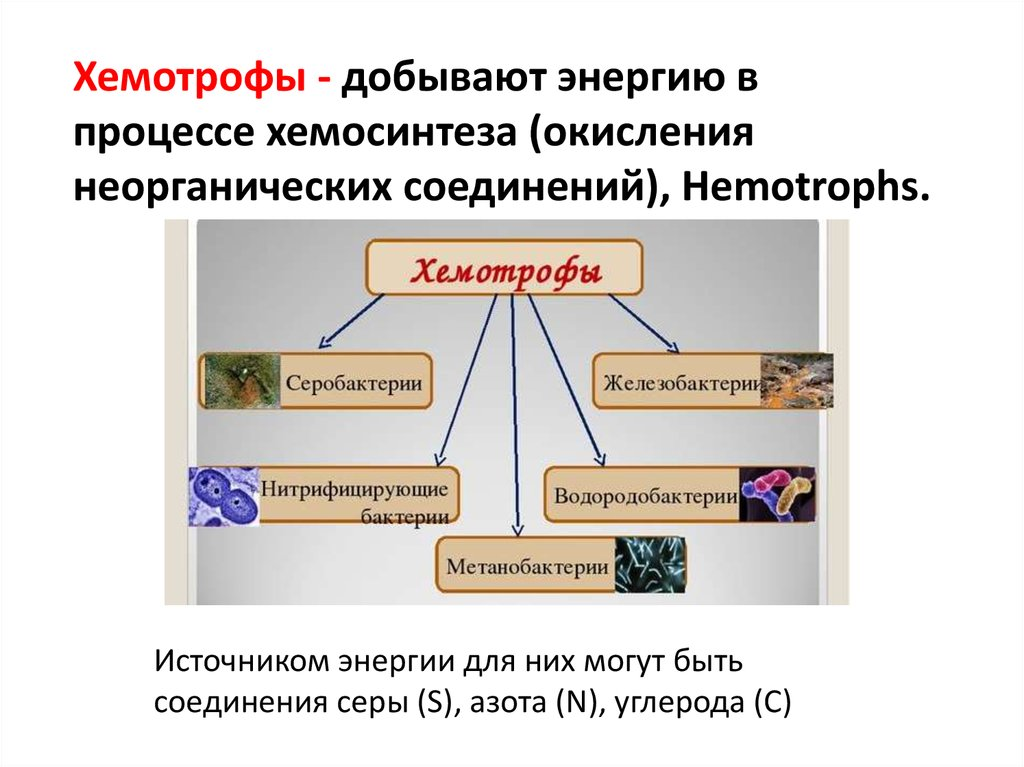 Хемотрофы - добывают энергию в
процессе хемосинтеза (окисления
неорганических соединений), Hemotrophs.
Хемотрофы
Серобактерии
Железобактерии
Нитрифицирующие
бактерии
Водородобактерии
Метанобактерии
Источником энергии для них могут быть
соединения серы (S), азота (N), углерода (C)